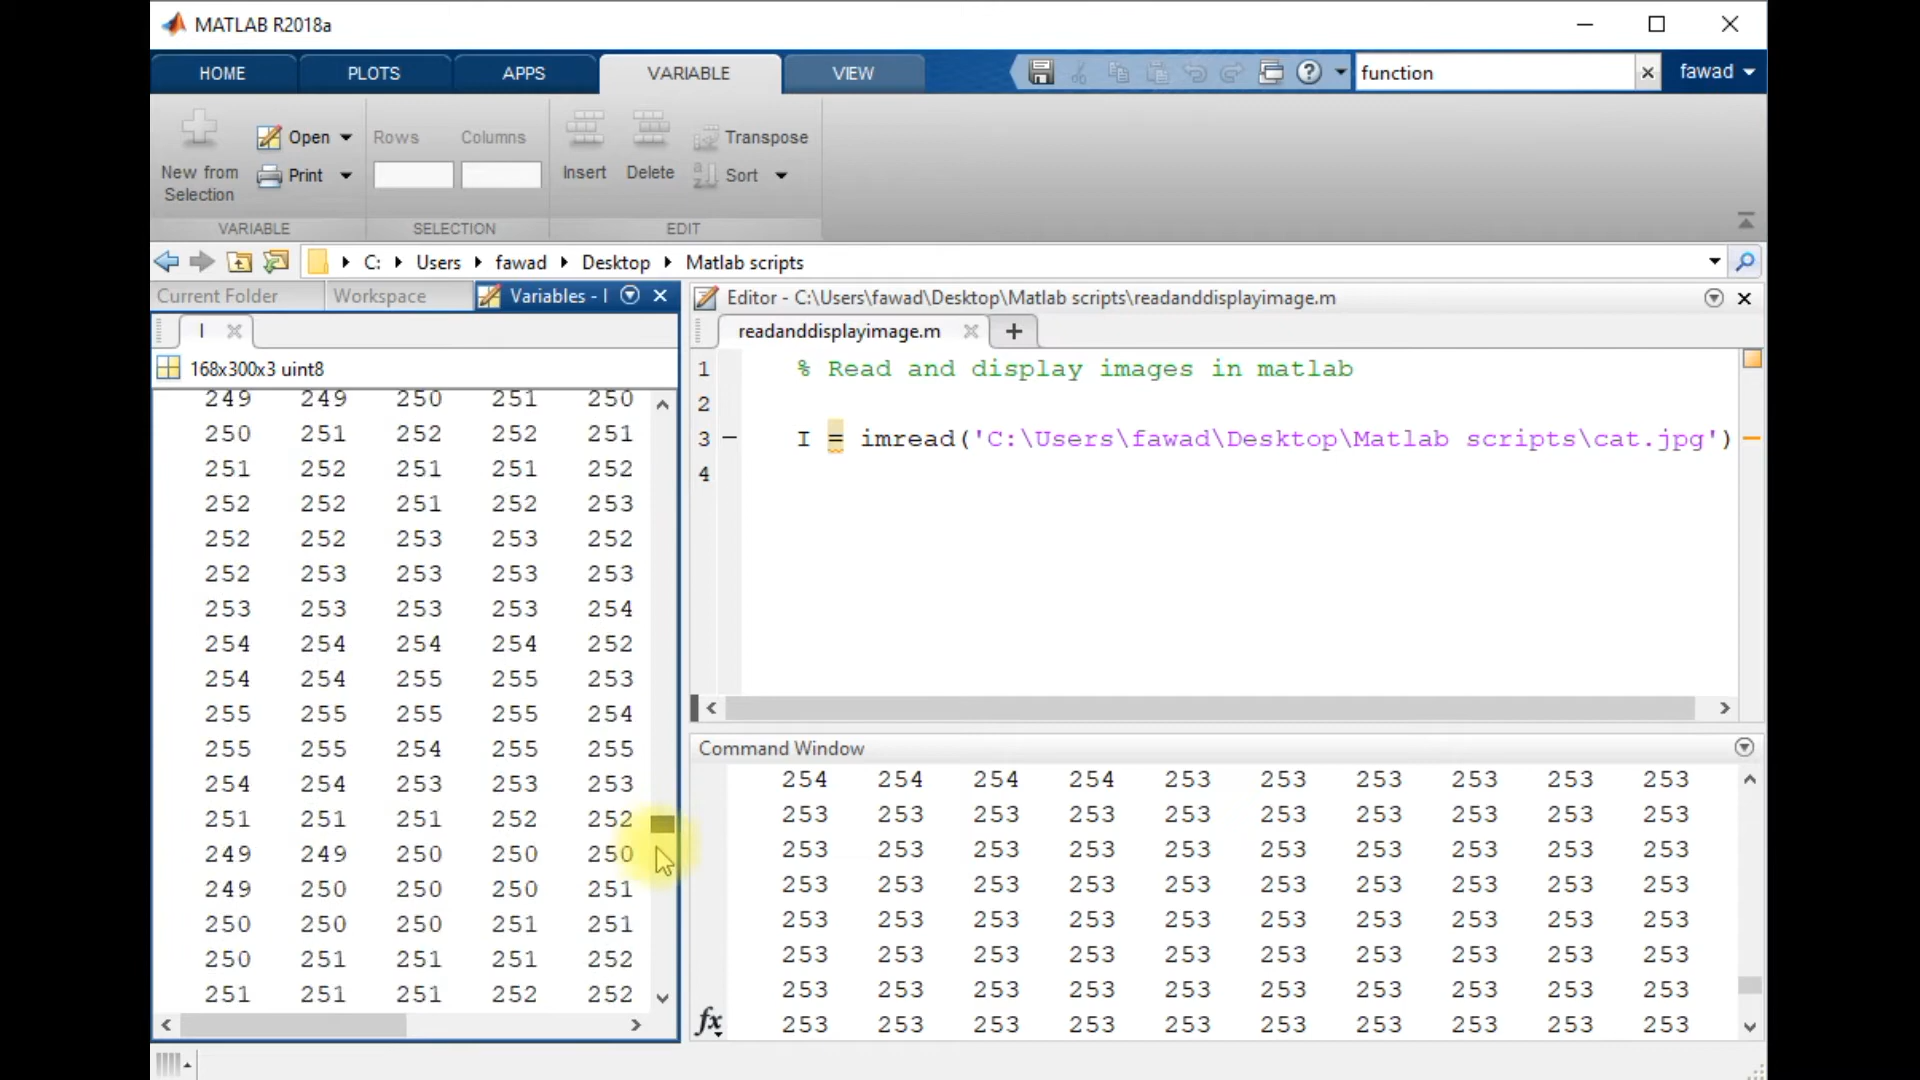 MATLAB R2018a
HOME PLOTS APPS VARIABLE VIEW function fawad
New from Selection
Open
Print
VARIABLE
Rows Columns
SELECTION
Insert Delete
Transpose
Sort
EDIT
C: Users fawad Desktop Matlab scripts
Current Folder Workspace Variables - I
I
168x300x3 uint8
249 249 250 251 250
250 251 252 252 251
251 252 251 251 252
252 252 251 252 253
252 252 253 253 252
252 253 253 253 253
253 253 253 253 254
254 254 254 254 252
254 254 255 255 253
255 255 255 255 254
255 255 254 255 255
254 254 253 253 253
251 251 251 252 252
249 249 250 250 250
249 250 250 250 251
250 250 250 251 251
250 251 251 251 252
251 251 251 252 252
Editor - C:\Users\fawad\Desktop\Matlab scripts\readanddisplayimage.m
readanddisplayimage.m
1 % Read and display images in matlab
2
3 I = imread('C:\Users\fawad\Desktop\Matlab scripts\cat.jpg')
4
Command Window
254 254 254 254 253 253 253 253 253 253
253 253 253 253 253 253 253 253 253 253
253 253 253 253 253 253 253 253 253 253
253 253 253 253 253 253 253 253 253 253
253 253 253 253 253 253 253 253 253 253
253 253 253 253 253 253 253 253 253 253
253 253 253 253 253 253 253 253 253 253
253 253 253 253 253 253 253 253 253 253
fx